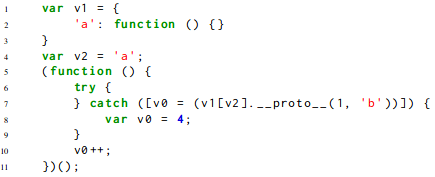 1 var v1 = {
2 'a': function () {}
3 }
4 var v2 = 'a';
5 (function () {
6 try {
7 } catch ([v0 = (v1[v2].__proto__(1, 'b'))]) {
8 var v0 = 4;
9 }
10 v0++;
11 })();